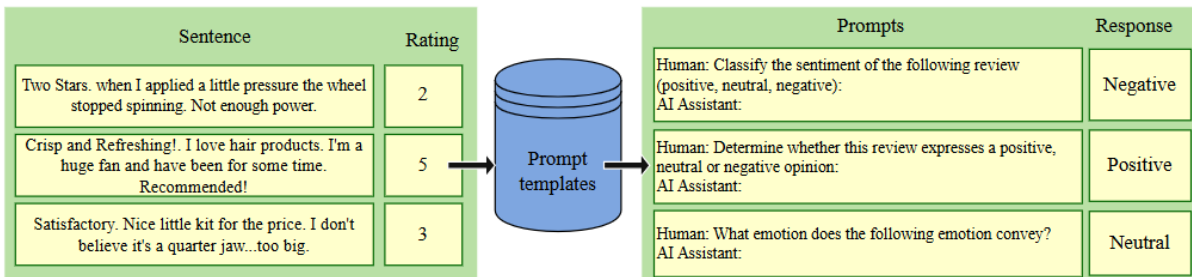 Sentence
Rating
Two Stars. when I applied a little pressure the wheel
stopped spinning. Not enough power.
2
Crisp and Refreshing!. I love hair products. I'm a
huge fan and have been for some time.
Recommended!
5
Satisfactory. Nice little kit for the price. I don't
believe it's a quarter jaw...too big.
3
Prompt
templates
Prompts
Response
Human: Classify the sentiment of the following review
(positive, neutral, negative):
AI Assistant:
Negative
Human: Determine whether this review expresses a positive,
neutral or negative opinion:
AI Assistant:
Positive
Human: What emotion does the following emotion convey?
AI Assistant:
Neutral